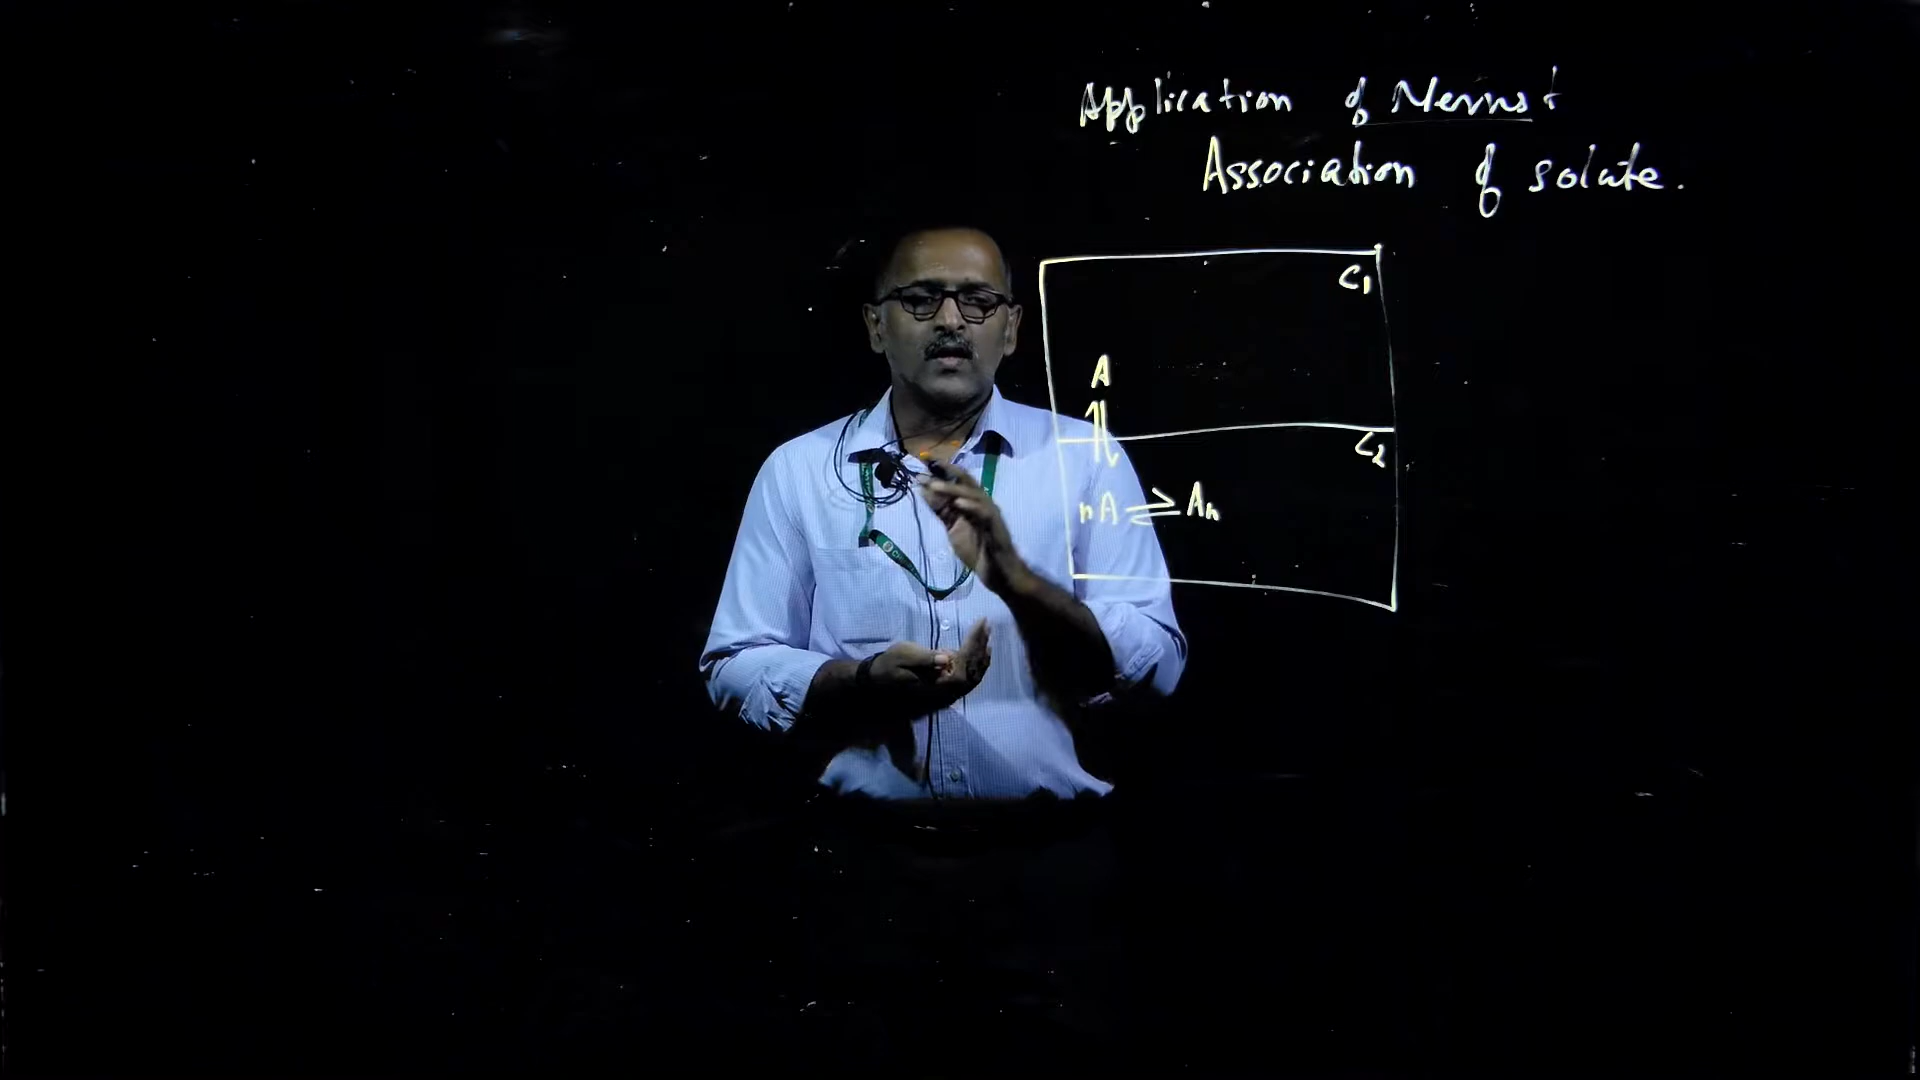 Application of Nernst
Association of solute.
C1
A
⇌
C2
nA ⇌ An